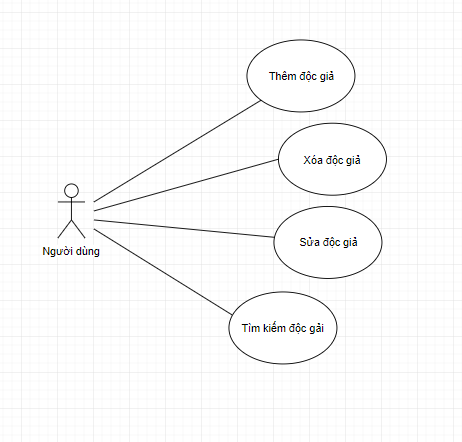 Thêm độc giả
Xóa độc giả
Sửa độc giả
Người dùng
Tìm kiếm độc gải